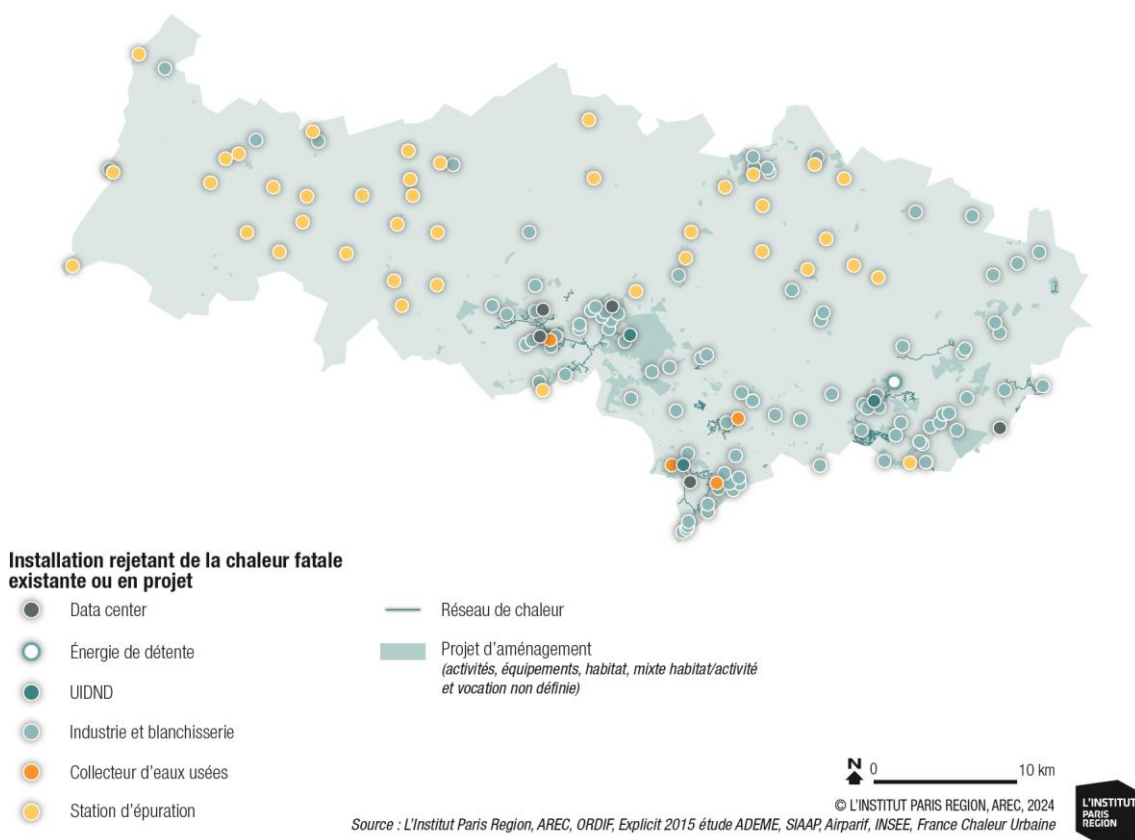 Installation rejetant de la chaleur fatale
existante ou en projet
Data center
Énergie de détente
UIDND
Industrie et blanchisserie
Collecteur d'eaux usées
Station d'épuration
Réseau de chaleur
Projet d'aménagement
(activités, équipements, habitat, mixte habitat/activité
et vocation non définie)
N 0 10 km
© L'INSTITUT PARIS REGION, AREC, 2024
Source : L'Institut Paris Region, AREC, ORDIF, Explicit 2015 étude ADEME, SIAAP, Airparif, INSEE, France Chaleur Urbaine
L'INSTITUT
PARIS
REGION